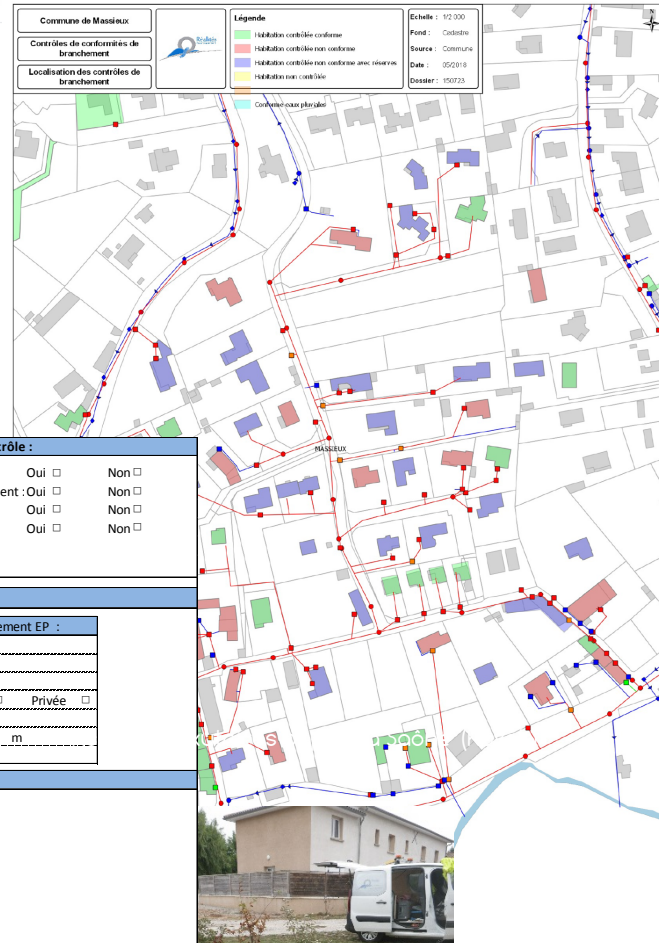 Commune de Massieux
Contrôles de conformités de
branchement
Localisation des contrôles de
branchement
Réalités
Légende
Habitation contrôlée conforme
Habitation contrôlée non conforme
Habitation contrôlée non conforme avec réserves
Habitation non contrôlée
Conforme eaux pluviales
Echelle : 1/2 000
Fond : Cadastre
Source : Commune
Date : 05/2018
Dossier : 150723
N
MASSIEUX
trôle :
Oui □ Non □
ent : Oui □ Non □
Oui □ Non □
Oui □ Non □
ement EP :
Privée □
m